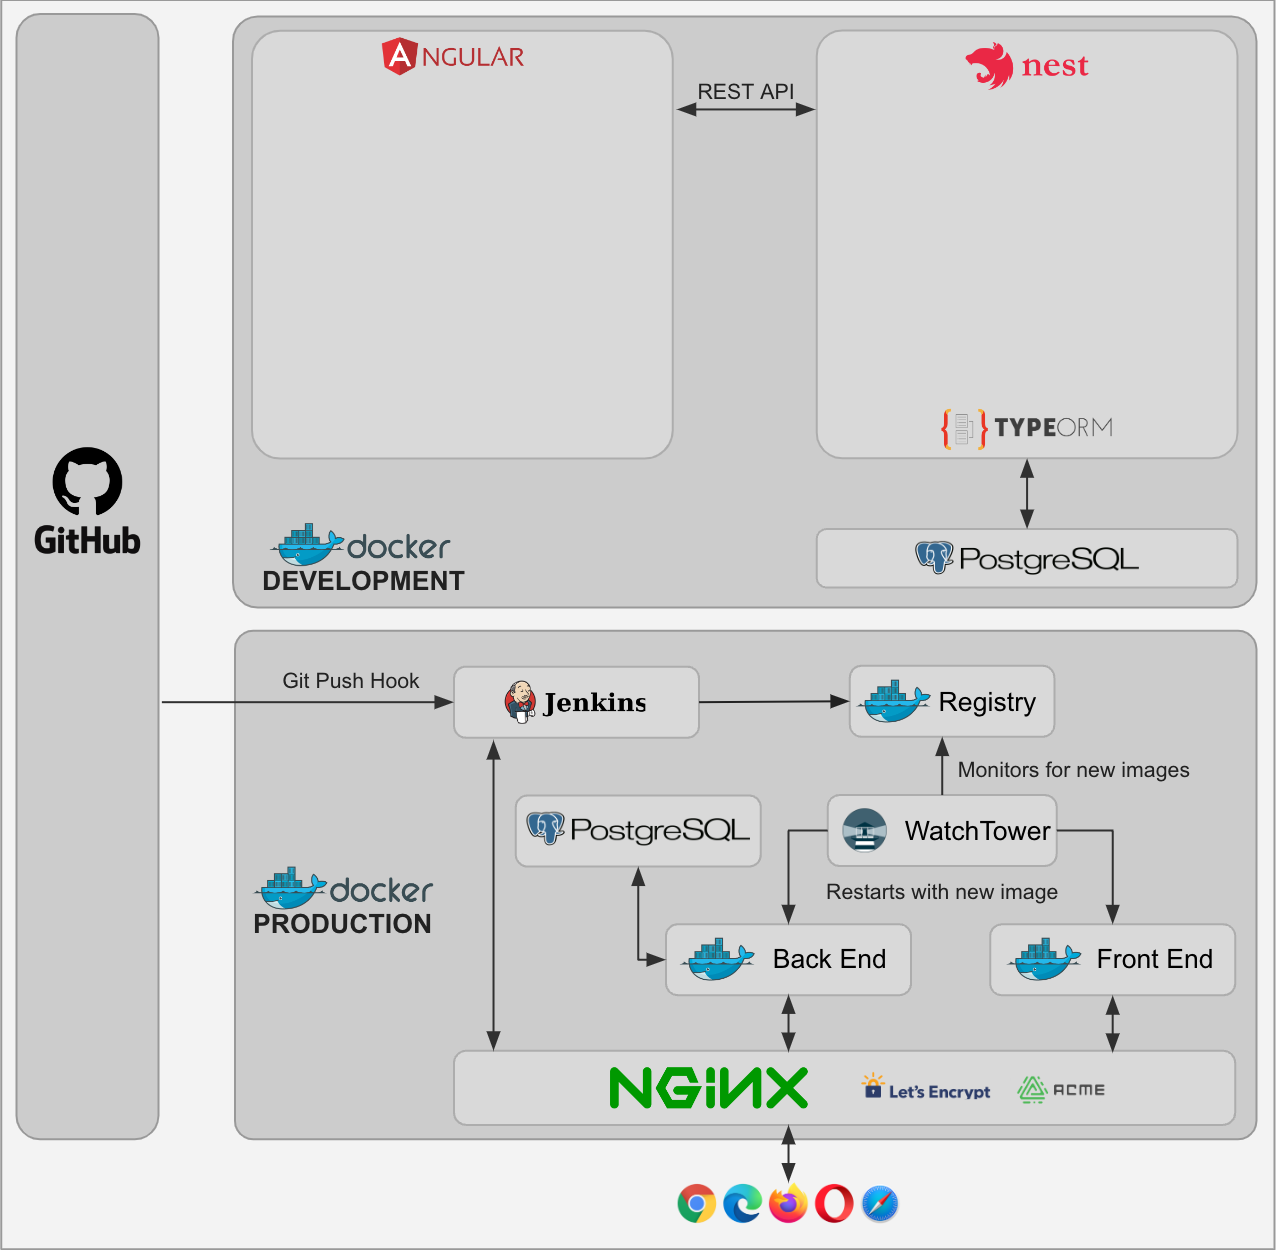 ANGULAR
REST API
nest
TYPEORM
GitHub
docker
DEVELOPMENT
PostgreSQL
Git Push Hook
Jenkins
Registry
Monitors for new images
PostgreSQL
WatchTower
docker
PRODUCTION
Restarts with new image
Back End
Front End
NGINX
Let's Encrypt
ACME